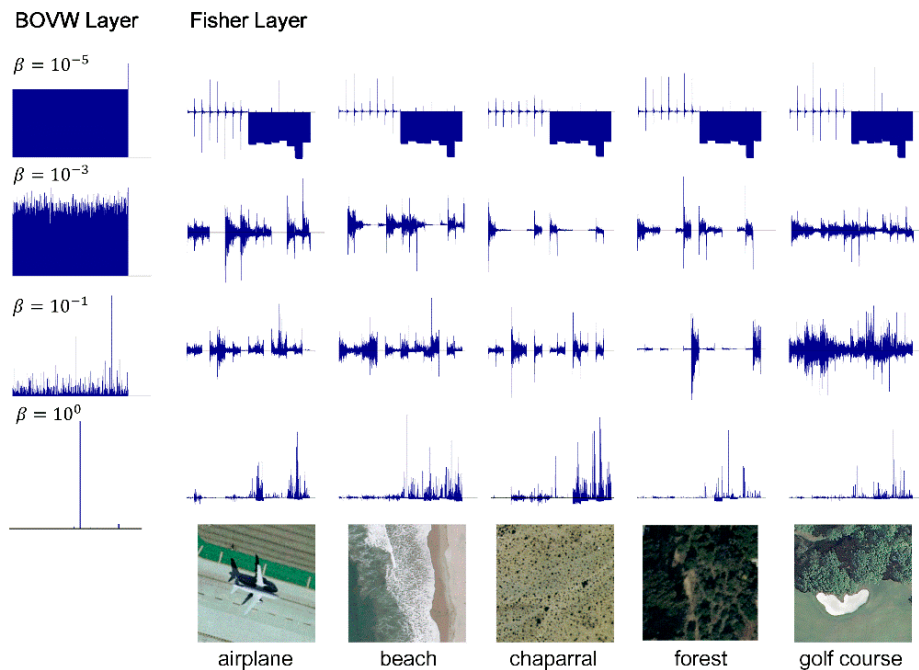 BOVW Layer
Fisher Layer
β = 10⁻⁵
β = 10⁻³
β = 10⁻¹
β = 10⁰
airplane
beach
chaparral
forest
golf course